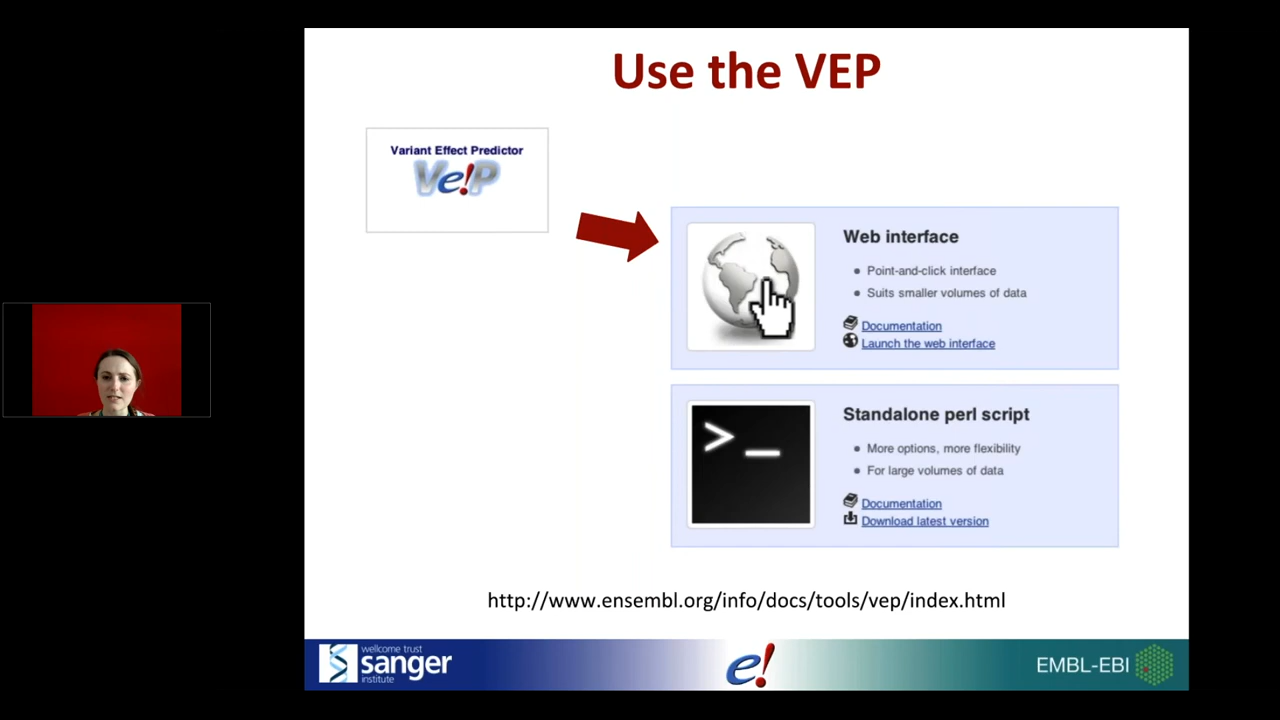 Use the VEP
Variant Effect Predictor
Ve!P
Web interface
Point-and-click interface
Suits smaller volumes of data
Documentation
Launch the web interface
>_
Standalone perl script
More options, more flexibility
For large volumes of data
Documentation
Download latest version
http://www.ensembl.org/info/docs/tools/vep/index.html
wellcome trust
sanger
institute
e!
EMBL-EBI